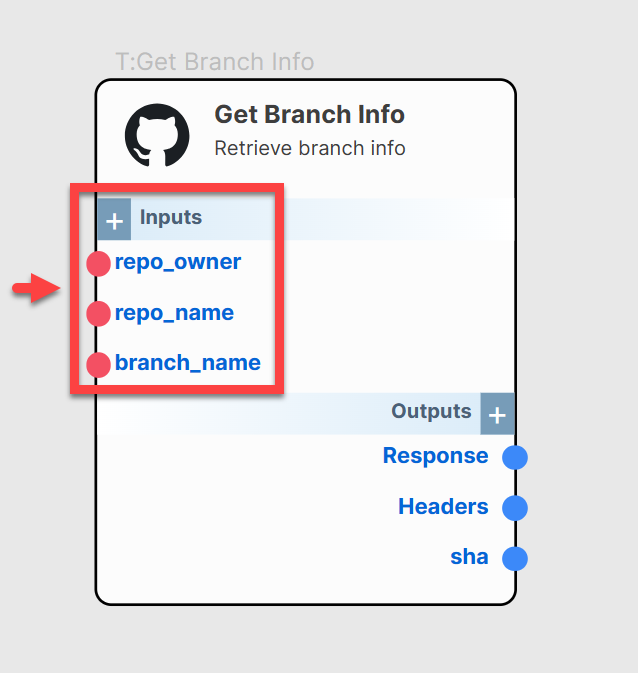 T:Get Branch Info
Get Branch Info
Retrieve branch info
+ Inputs
repo_owner
repo_name
branch_name
Outputs +
Response
Headers
sha